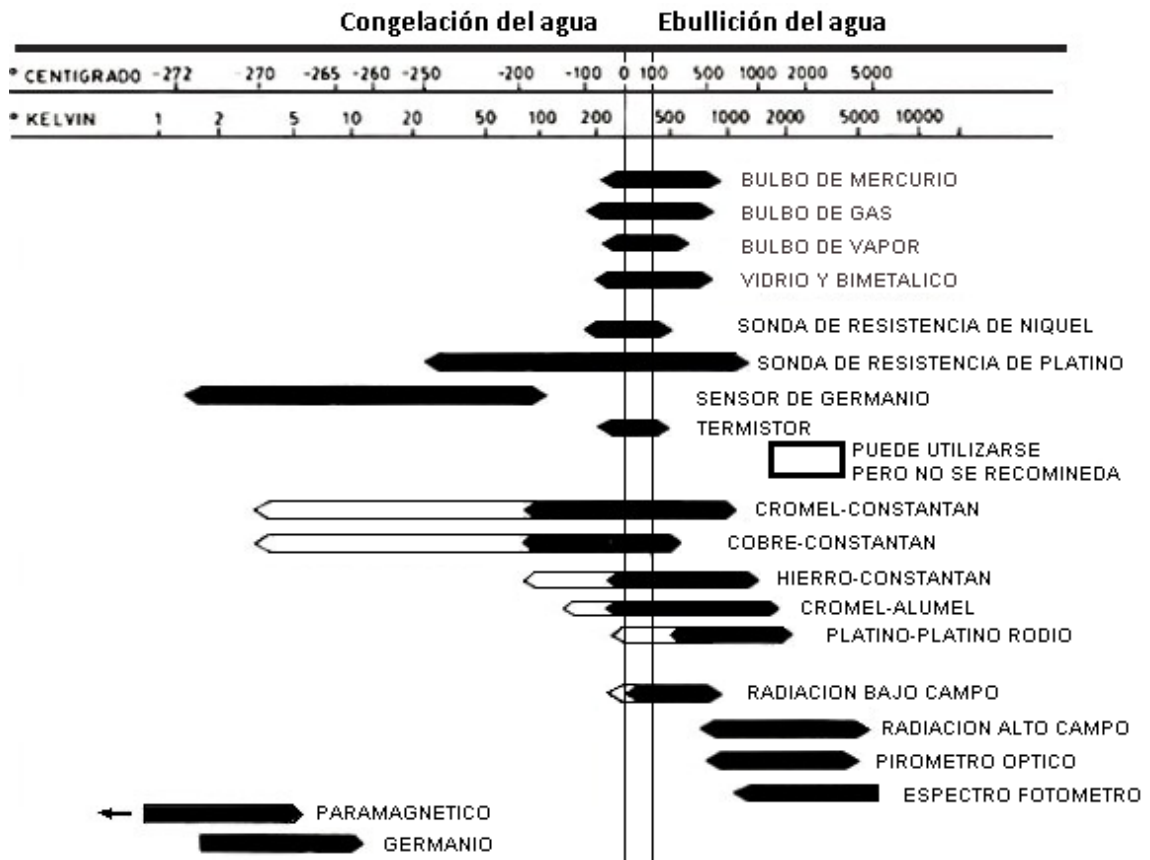 Congelación del agua Ebullición del agua
° CENTIGRADO -272 -270 -265 -260 -250 -200 -100 0 100 500 1000 2000 5000
° KELVIN 1 2 5 10 20 50 100 200 500 1000 2000 5000 10000
BULBO DE MERCURIO
BULBO DE GAS
BULBO DE VAPOR
VIDRIO Y BIMETALICO
SONDA DE RESISTENCIA DE NIQUEL
SONDA DE RESISTENCIA DE PLATINO
SENSOR DE GERMANIO
TERMISTOR
PUEDE UTILIZARSE
PERO NO SE RECOMINEDA
CROMEL-CONSTANTAN
COBRE-CONSTANTAN
HIERRO-CONSTANTAN
CROMEL-ALUMEL
PLATINO-PLATINO RODIO
RADIACION BAJO CAMPO
RADIACION ALTO CAMPO
PIROMETRO OPTICO
ESPECTRO FOTOMETRO
PARAMAGNETICO
GERMANIO